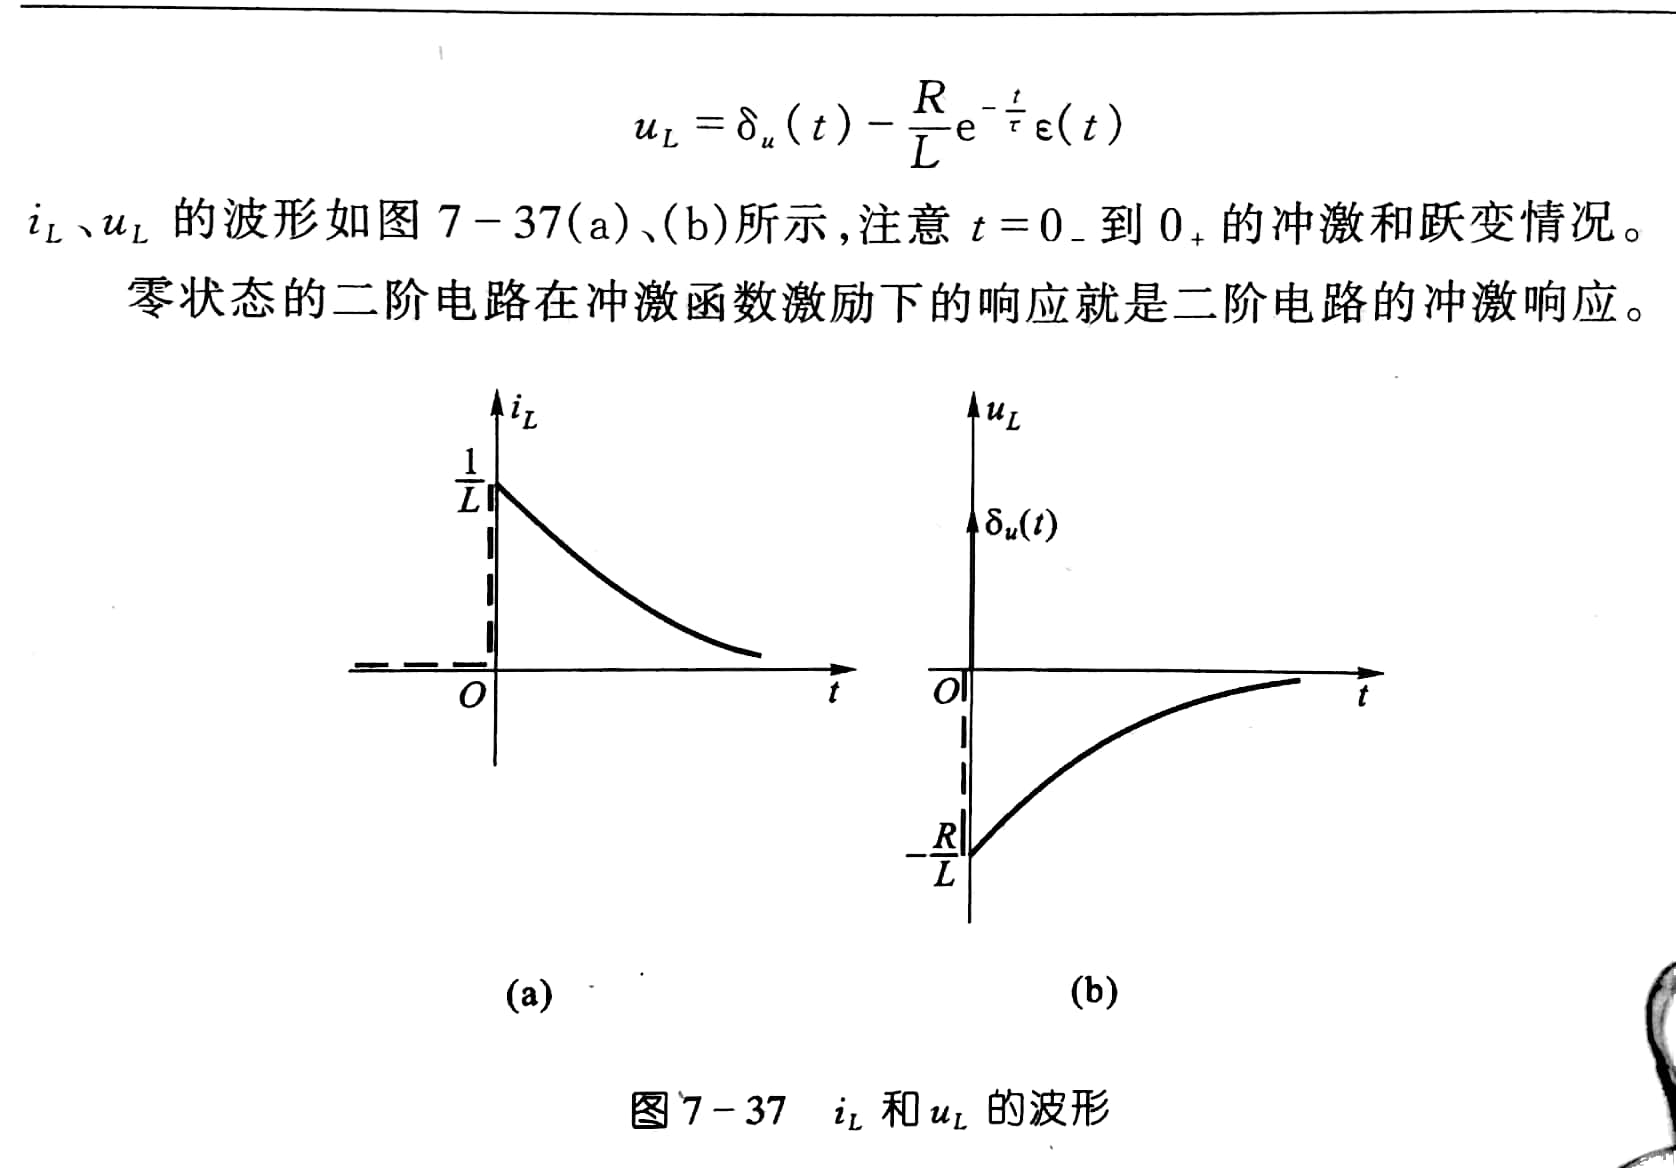 u_L = δ_u(t) − R/L e^{−t/τ} ε(t)
i_L、u_L 的波形如图 7－37(a)、(b)所示,注意 t = 0₋ 到 0₊ 的冲激和跃变情况。
零状态的二阶电路在冲激函数激励下的响应就是二阶电路的冲激响应。
i_L
1/L
O
t
u_L
δ_u(t)
O
t
−R/L
(a)
(b)
图 7－37 i_L 和 u_L 的波形